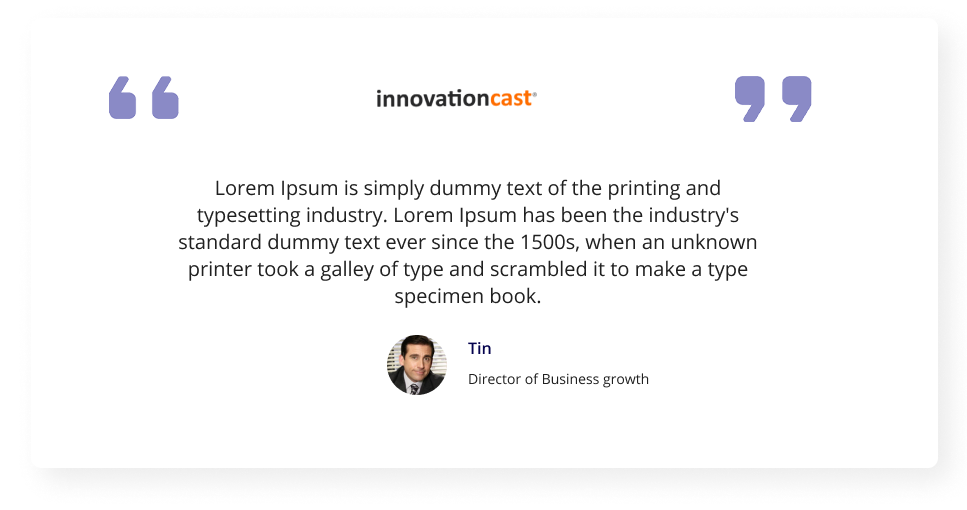 innovationcast®
Lorem Ipsum is simply dummy text of the printing and
typesetting industry. Lorem Ipsum has been the industry's
standard dummy text ever since the 1500s, when an unknown
printer took a galley of type and scrambled it to make a type
specimen book.
Tin
Director of Business growth